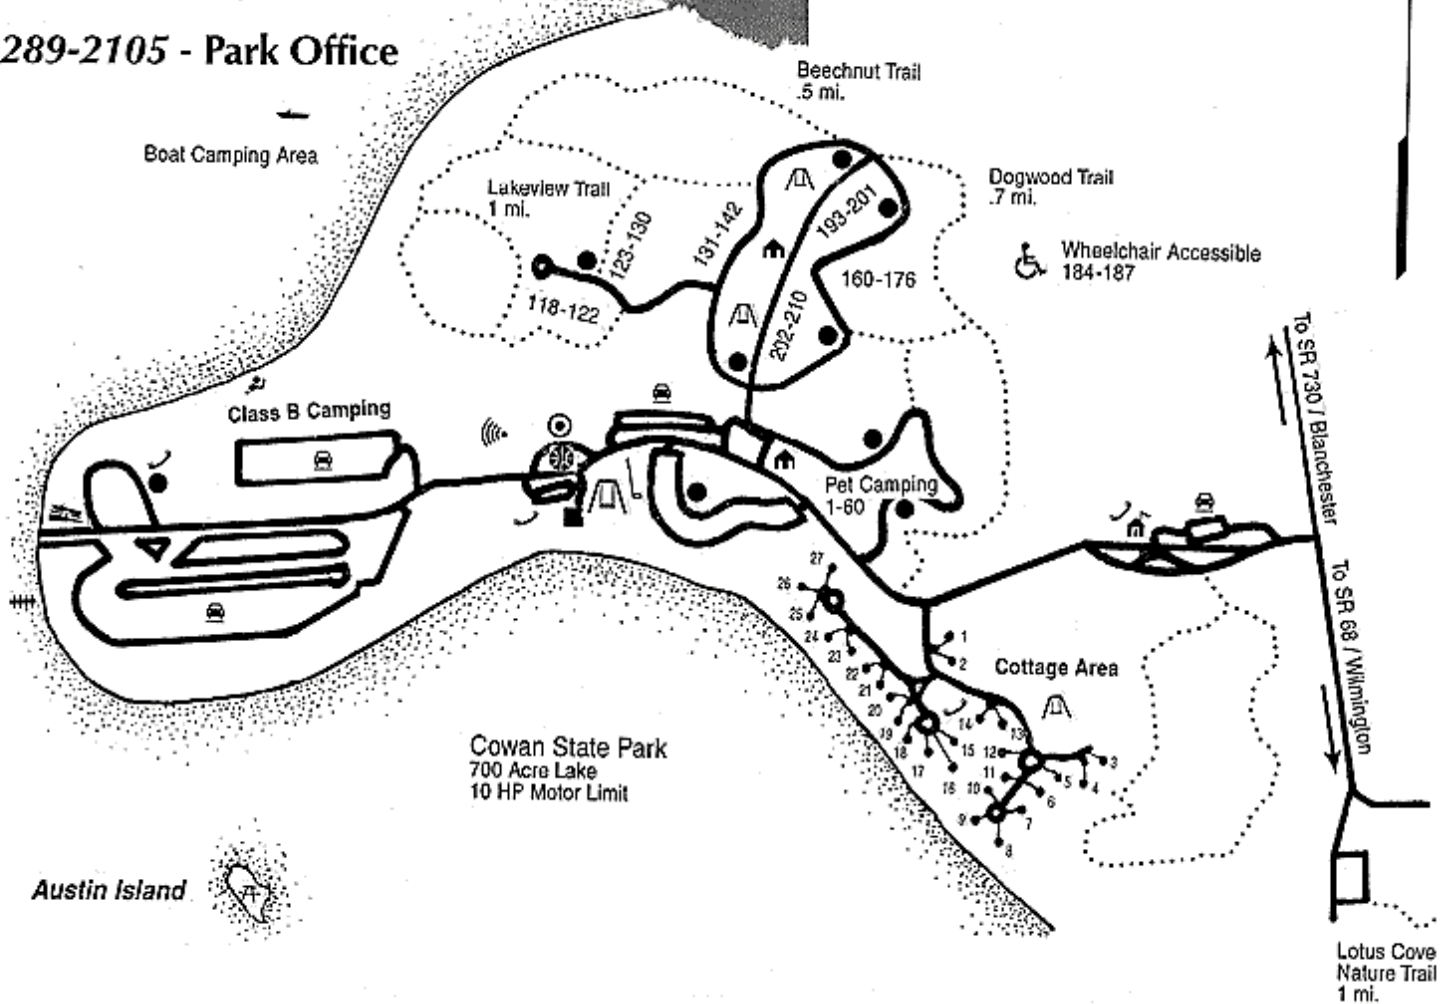 289-2105 - Park Office
Beechnut Trail
.5 mi.
Boat Camping Area
Lakeview Trail
1 mi.
Dogwood Trail
.7 mi.
123-130
131-142
193-201
Wheelchair Accessible
184-187
160-176
118-122
202-210
To SR 730 / Blanchester
Class B Camping
Pet Camping
1-60
To SR 68 / Wilmington
27
26
25
24
23
22
21
20
19
18
17
16
15
14
13
12
11
10
9
8
7
6
5
4
3
2
1
Cottage Area
Cowan State Park
700 Acre Lake
10 HP Motor Limit
Austin Island
Lotus Cove
Nature Trail
1 mi.